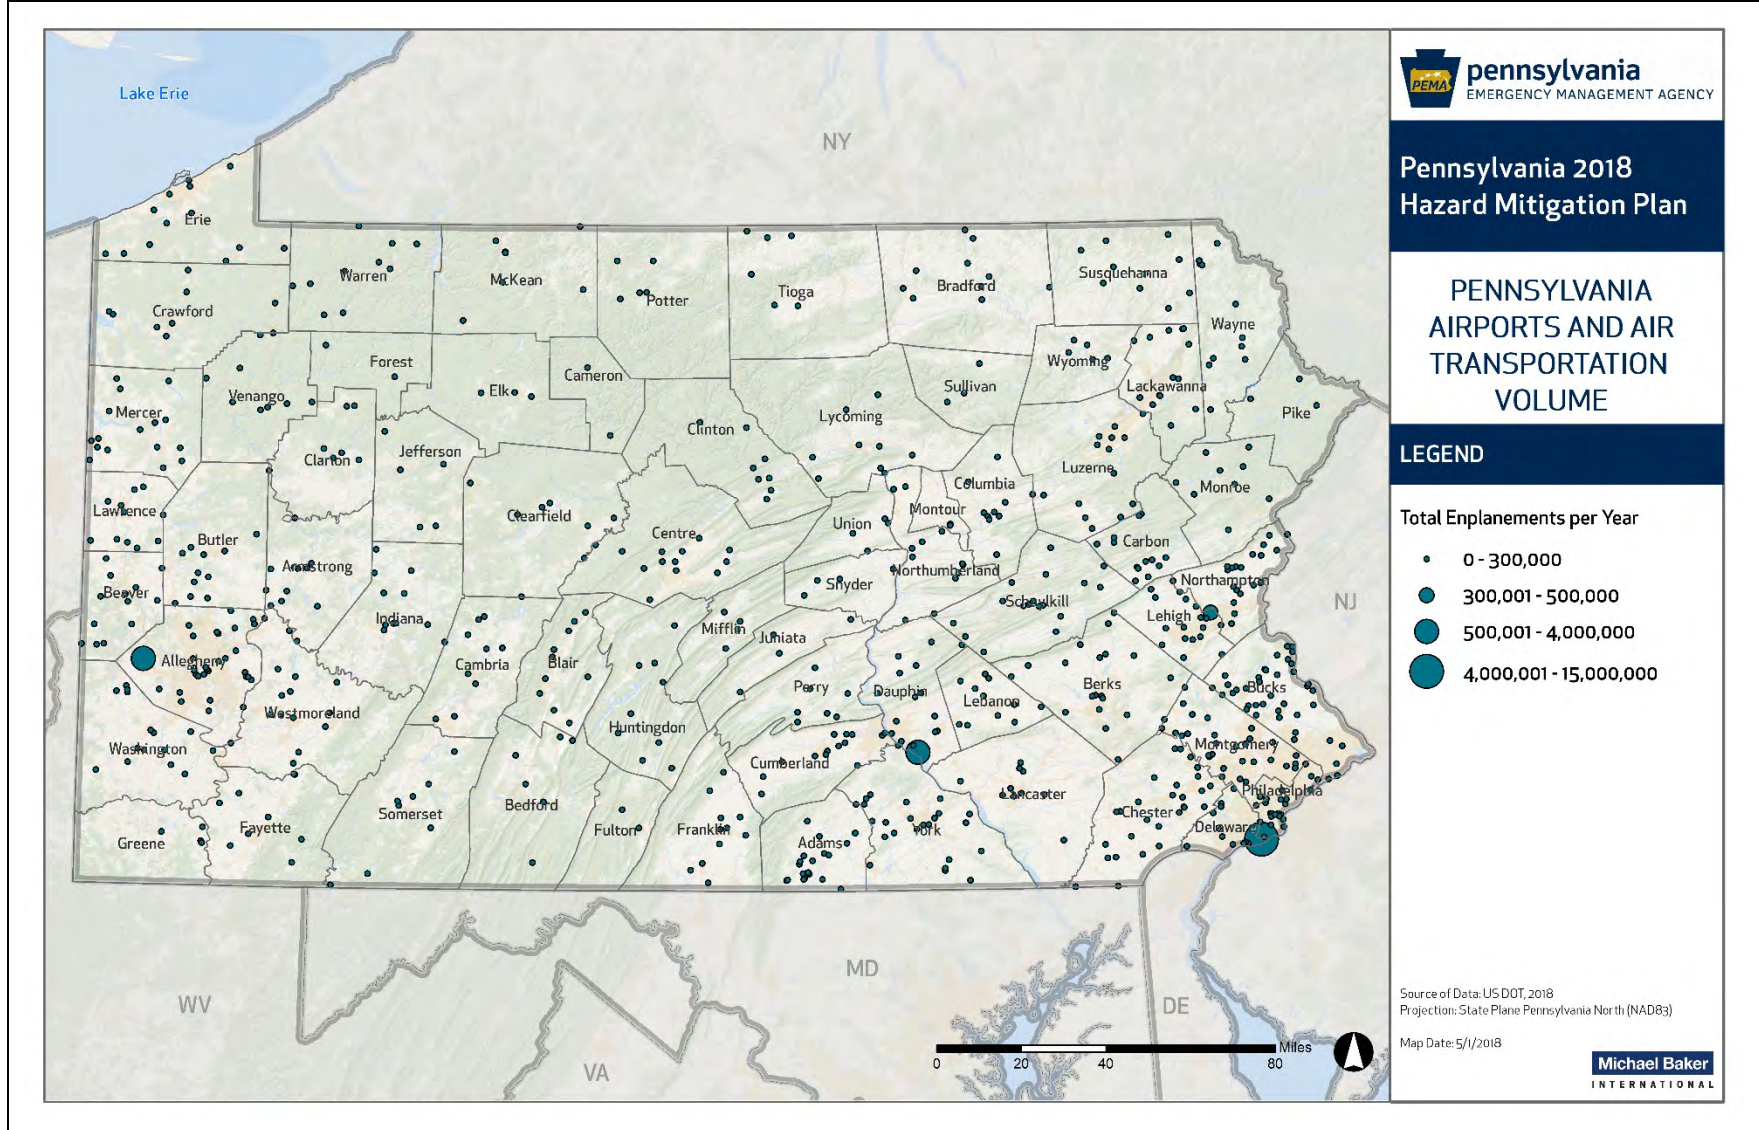 Lake Erie
NY
Erie
Warren
McKean
Potter
Tioga
Bradford
Susquehanna
Crawford
Wayne
Forest
Cameron
Wyoming
Venango
Elk
Sullivan
Lackawanna
Mercer
Lycoming
Pike
Clinton
Clarion
Jefferson
Luzerne
Columbia
Monroe
Lawrence
Clearfield
Montour
Union
Butler
Centre
Carbon
Armstrong
Northumberland
Northampton
Beaver
Snyder
Schuylkill
NJ
Indiana
Lehigh
Mifflin
Juniata
Allegheny
Cambria
Blair
Perry
Dauphin
Berks
Bucks
Lebanon
Westmoreland
Huntingdon
Washington
Montgomery
Cumberland
Philadelphia
Lancaster
Somerset
Bedford
Chester
Fayette
Fulton
Franklin
York
Delaware
Greene
Adams
MD
WV
DE
VA
0
20
40
80
Miles
PEMA
pennsylvania
EMERGENCY MANAGEMENT AGENCY
Pennsylvania 2018
Hazard Mitigation Plan
PENNSYLVANIA
AIRPORTS AND AIR
TRANSPORTATION
VOLUME
LEGEND
Total Enplanements per Year
0 - 300,000
300,001 - 500,000
500,001 - 4,000,000
4,000,001 - 15,000,000
Source of Data: US DOT, 2018
Projection: State Plane Pennsylvania North (NAD83)
Map Date: 5/1/2018
Michael Baker
INTERNATIONAL